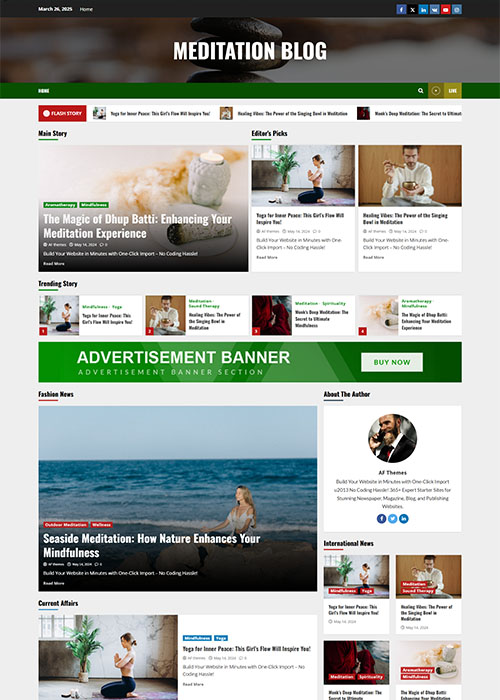 March 26, 2025 Home
MEDITATION BLOG
HOME
LIVE
FLASH STORY
Yoga for Inner Peace: This Girl's Flow Will Inspire You!
Healing Vibes: The Power of the Singing Bowl in Meditation
Monk's Deep Meditation: The Secret to Ultimate
Main Story
Aromatherapy Mindfulness
The Magic of Dhup Batti: Enhancing Your
Meditation Experience
AF themes May 14, 2024 0
Build Your Website in Minutes with One-Click Import – No Coding Hassle!
Read More
Editor's Picks
Yoga for Inner Peace: This Girl's Flow Will
Inspire You!
AF themes May 14, 2024 0
Build Your Website in Minutes with One-
Click Import – No Coding Hassle!
Read More
Healing Vibes: The Power of the Singing
Bowl in Meditation
AF themes May 14, 2024 0
Build Your Website in Minutes with One-
Click Import – No Coding Hassle!
Read More
Trending Story
1
Mindfulness Yoga
Yoga for Inner Peace: This
Girl's Flow Will Inspire You!
2
Meditation
Sound Therapy
Healing Vibes: The Power of
the Singing Bowl in
Meditation
3
Meditation Spirituality
Monk's Deep Meditation: The
Secret to Ultimate
Mindfulness
4
Aromatherapy
Mindfulness
The Magic of Dhup Batti:
Enhancing Your Meditation
Experience
ADVERTISEMENT BANNER
ADVERTISEMENT BANNER SECTION
BUY NOW
Fashion News
Outdoor Meditation Wellness
Seaside Meditation: How Nature Enhances Your
Mindfulness
AF themes May 14, 2024 0
Build Your Website in Minutes with One-Click Import – No Coding Hassle!
Read More
About The Author
AF Themes
Build Your Website in Minutes with One-Click Import
u2013 No Coding Hassle! 365+ Expert Starter Sites for
Stunning Newspaper, Magazine, Blog, and Publishing
Websites.
International News
Mindfulness Yoga
Yoga for Inner Peace: This
Girl's Flow Will Inspire You!
May 14, 2024
Meditation
Sound Therapy
Healing Vibes: The Power of
the Singing Bowl in
Meditation
May 14, 2024
Meditation Spirituality
Monk's Deep Meditation: The
Secret to Ultimate
Aromatherapy
Mindfulness
The Magic of Dhup Batti:
Enhancing Your Meditation
Current Affairs
Mindfulness Yoga
Yoga for Inner Peace: This Girl's Flow Will Inspire You!
AF themes May 14, 2024 0
Build Your Website in Minutes with One-Click Import – No
Coding Hassle!
Read More